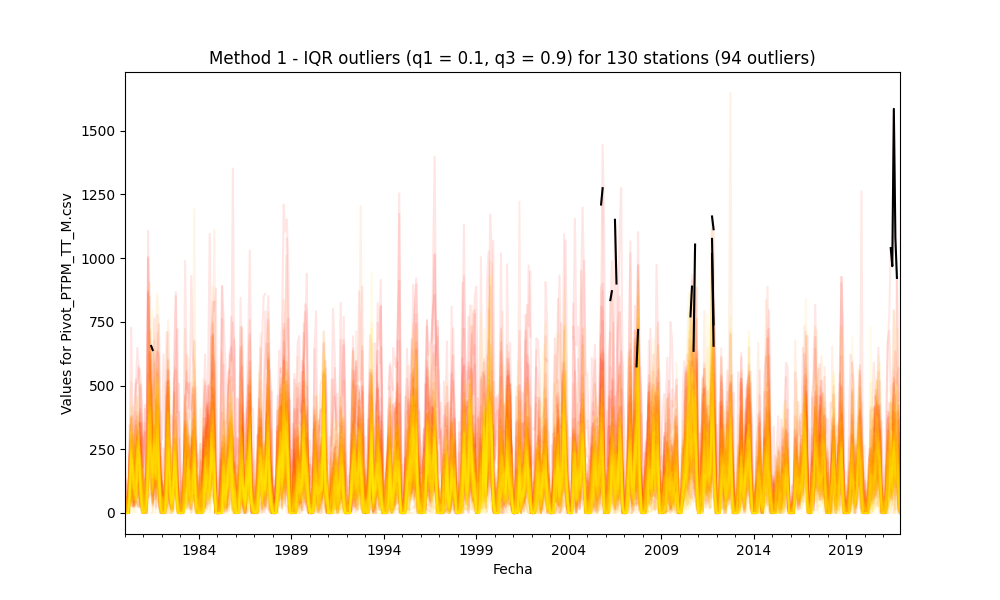 Method 1 - IQR outliers (q1 = 0.1, q3 = 0.9) for 130 stations (94 outliers)
Values for Pivot_PTPM_TT_M.csv
1500
1250
1000
750
500
250
0
1984 1989 1994 1999 2004 2009 2014 2019
Fecha